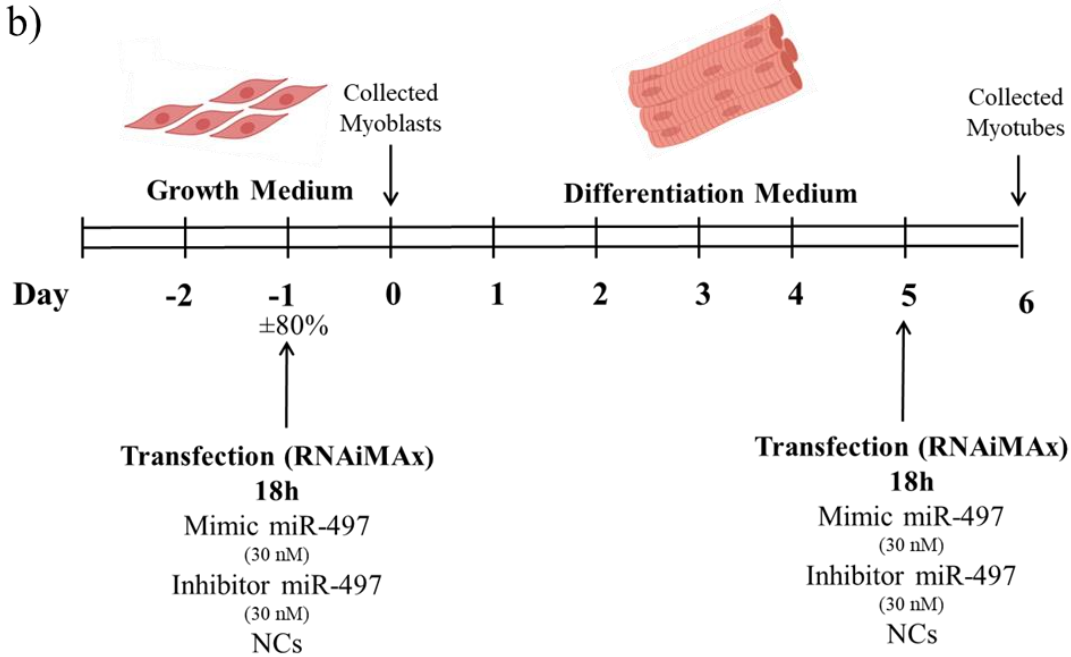 b)
Collected
Myoblasts
Collected
Myotubes
Growth Medium
Differentiation Medium
Day -2 -1 0 1 2 3 4 5 6
±80%
Transfection (RNAiMAx)
18h
Mimic miR-497
(30 nM)
Inhibitor miR-497
(30 nM)
NCs
Transfection (RNAiMAx)
18h
Mimic miR-497
(30 nM)
Inhibitor miR-497
(30 nM)
NCs